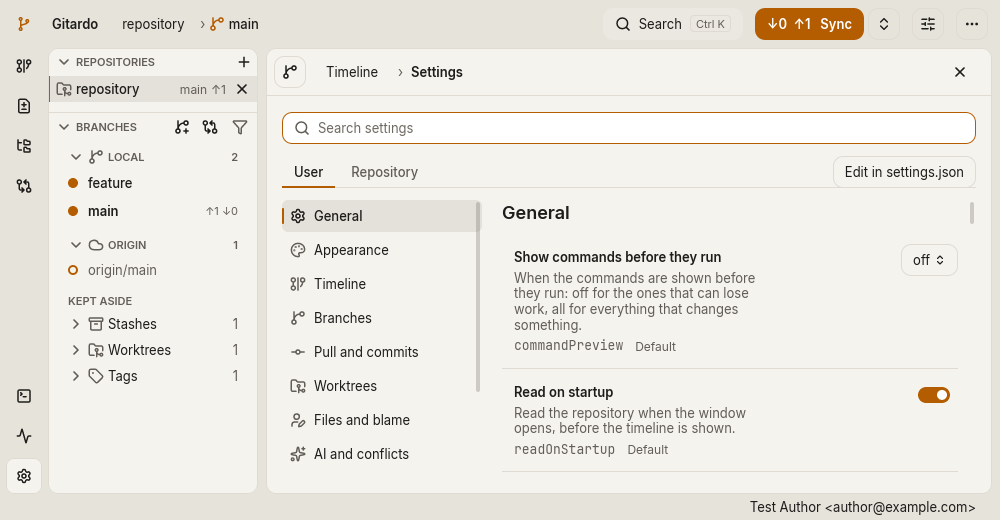 Gitardo
repository
main
Search
Ctrl K
↓0 ↑1 Sync
REPOSITORIES
repository
main ↑1
BRANCHES
LOCAL
2
feature
main
↑1 ↓0
ORIGIN
1
origin/main
KEPT ASIDE
Stashes
1
Worktrees
1
Tags
1
Timeline
› Settings
Search settings
User
Repository
Edit in settings.json
General
Appearance
Timeline
Branches
Pull and commits
Worktrees
Files and blame
AI and conflicts
General
Show commands before they run
When the commands are shown before
they run: off for the ones that can lose
work, all for everything that changes
something.
commandPreview Default
off
Read on startup
Read the repository when the window
opens, before the timeline is shown.
readOnStartup Default
Test Author <author@example.com>